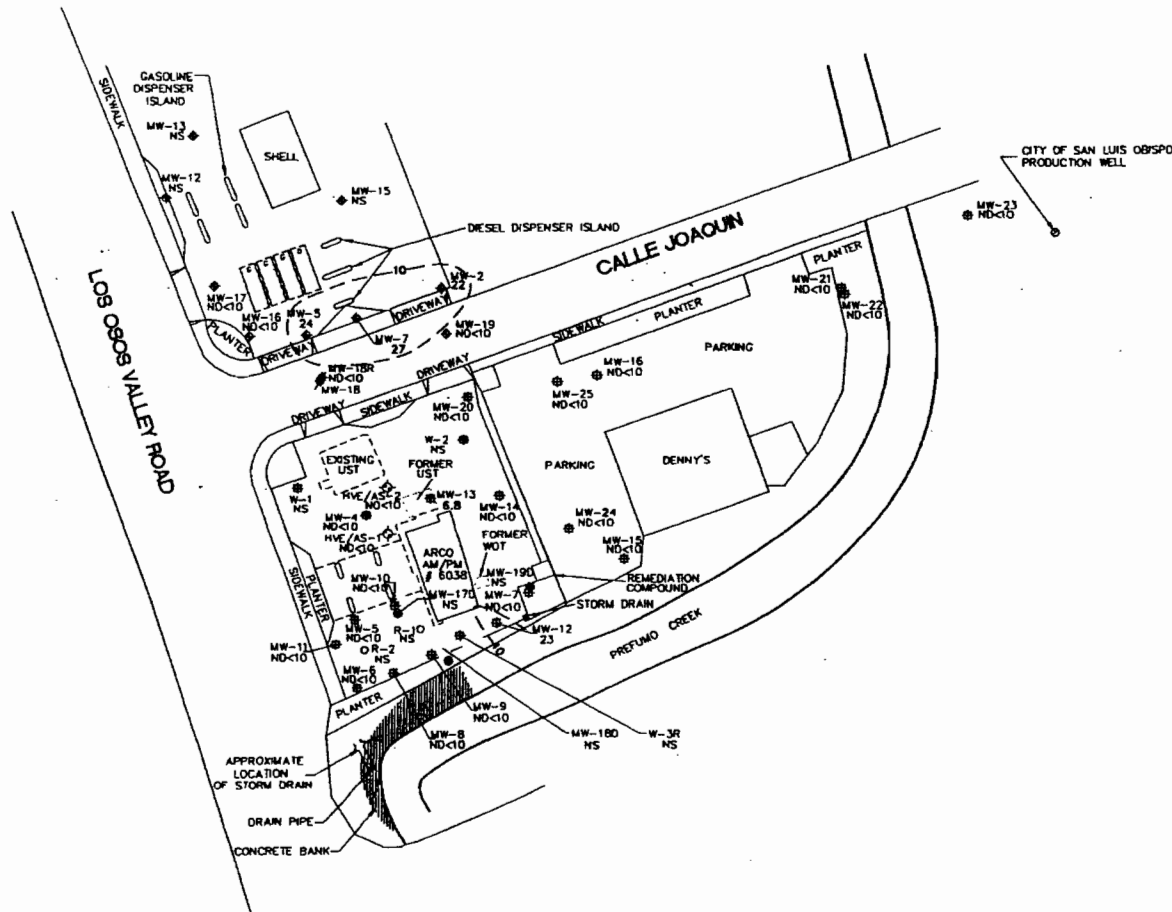 SIDEWALK
GASOLINE
DISPENSER
ISLAND
MW-13
NS
SHELL
MW-12
NS
MW-15
NS
CITY OF SAN LUIS OBISPO
PRODUCTION WELL
MW-23
ND<10
DIESEL DISPENSER ISLAND
CALLE JOAQUIN
LOS OSOS VALLEY ROAD
10
MW-2
22
MW-17
ND<10
MW-16
ND<10
MW-5
24
DRIVEWAY
PLANTER
DRIVEWAY
MW-7
27
MW-19
ND<10
PLANTER
MW-21
ND<10
MW-22
ND<10
SIDEWALK
PLANTER
PARKING
MW-18R
ND<10
MW-18
DRIVEWAY
MW-16
ND<10
MW-25
ND<10
DRIVEWAY
SIDEWALK
MW-20
ND<10
W-2
NS
EXISTING
UST
FORMER
UST
PARKING
DENNY'S
W-1
NS
HVE/AS-2
ND<10
MW-13
6.8
MW-14
ND<10
MW-4
ND<10
HVE/AS-1
ND<10
MW-24
ND<10
MW-15
ND<10
FORMER
WOT
ARCO
AM/PM
# 6038
SIDEWALK
PLANTER
MW-10
ND<10
MW-19D
NS
REMEDIATION
COMPOUND
MW-17D
NS
MW-7
ND<10
STORM DRAIN
MW-5
ND<10
R-1
NS
MW-12
23
10
MW-11
ND<10
R-2
NS
PREFUMO CREEK
MW-6
ND<10
PLANTER
MW-9
ND<10
MW-8
ND<10
MW-18D
NS
W-3R
NS
APPROXIMATE
LOCATION
OF STORM DRAIN
DRAIN PIPE
CONCRETE BANK